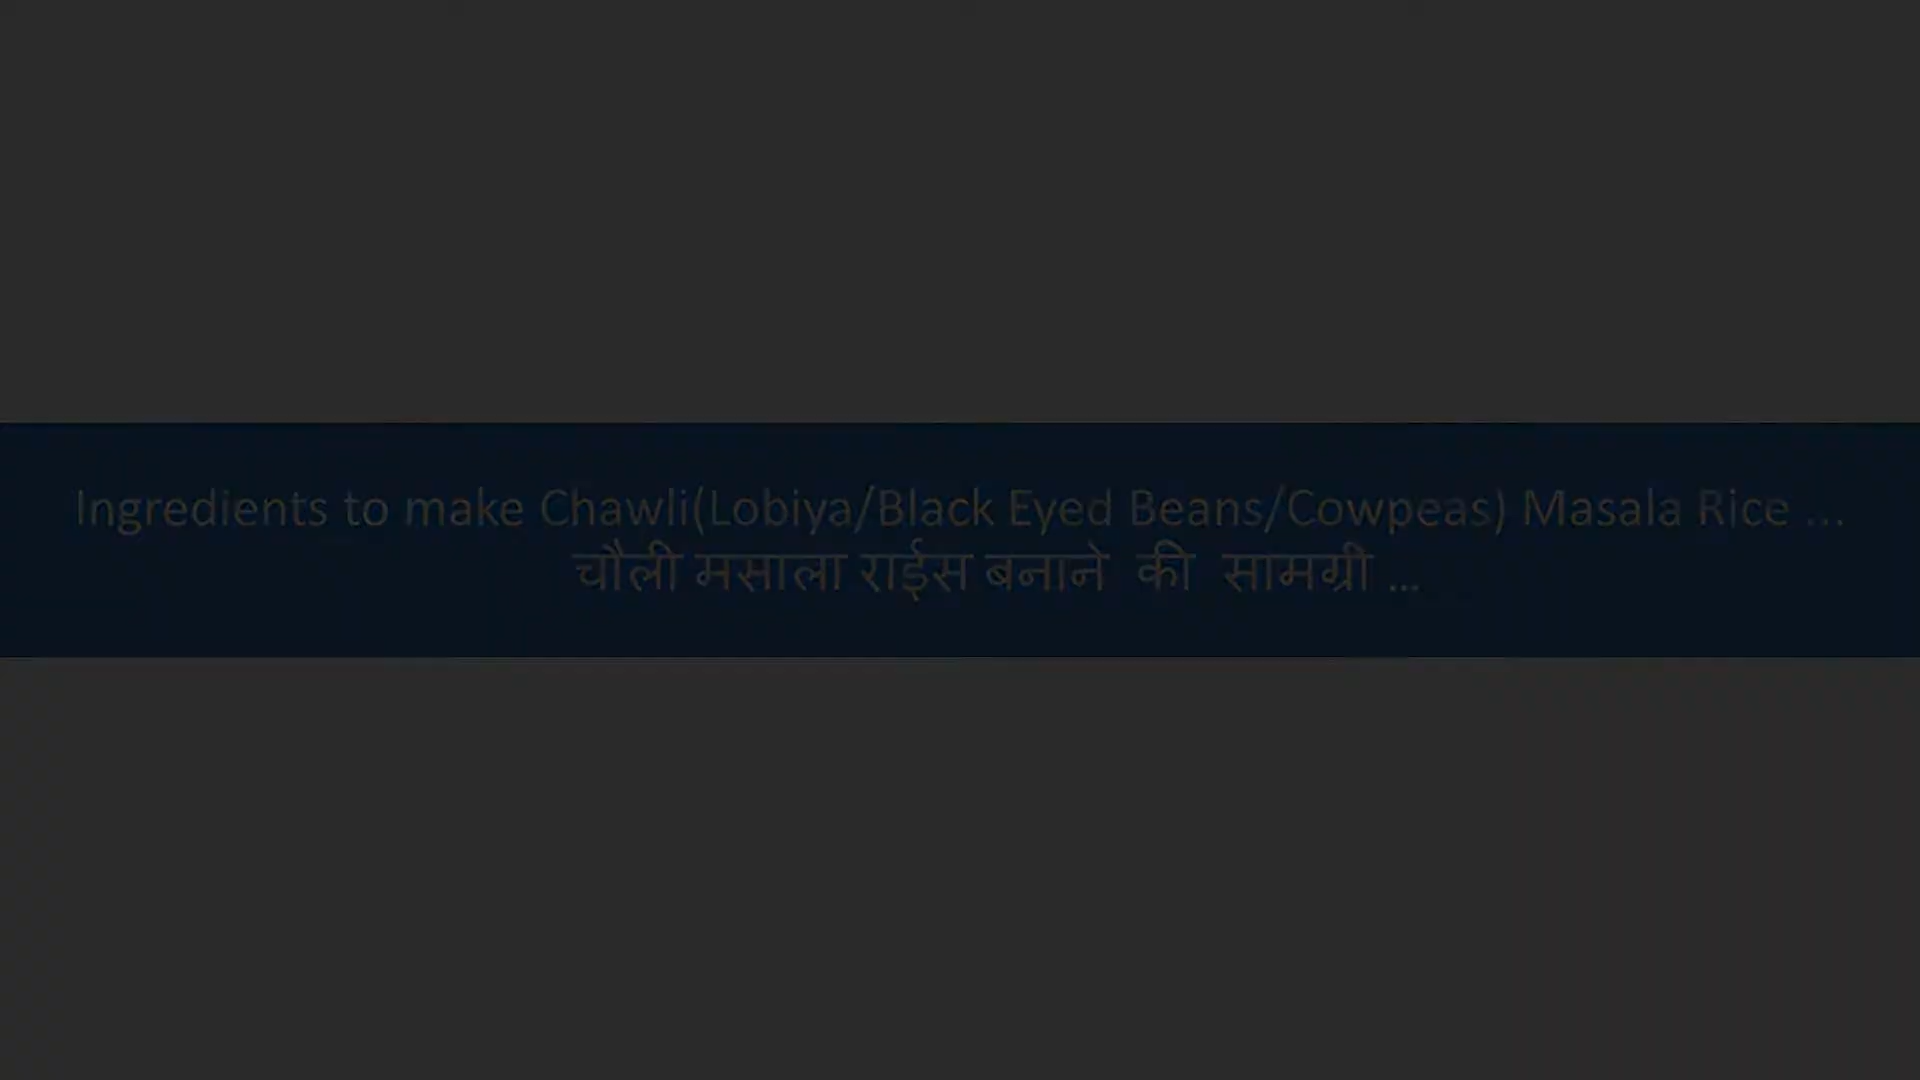 Ingredients to make Chawli(Lobiya/Black Eyed Beans/Cowpeas) Masala Rice ...
चौली मसाला राईस बनाने की सामग्री ...